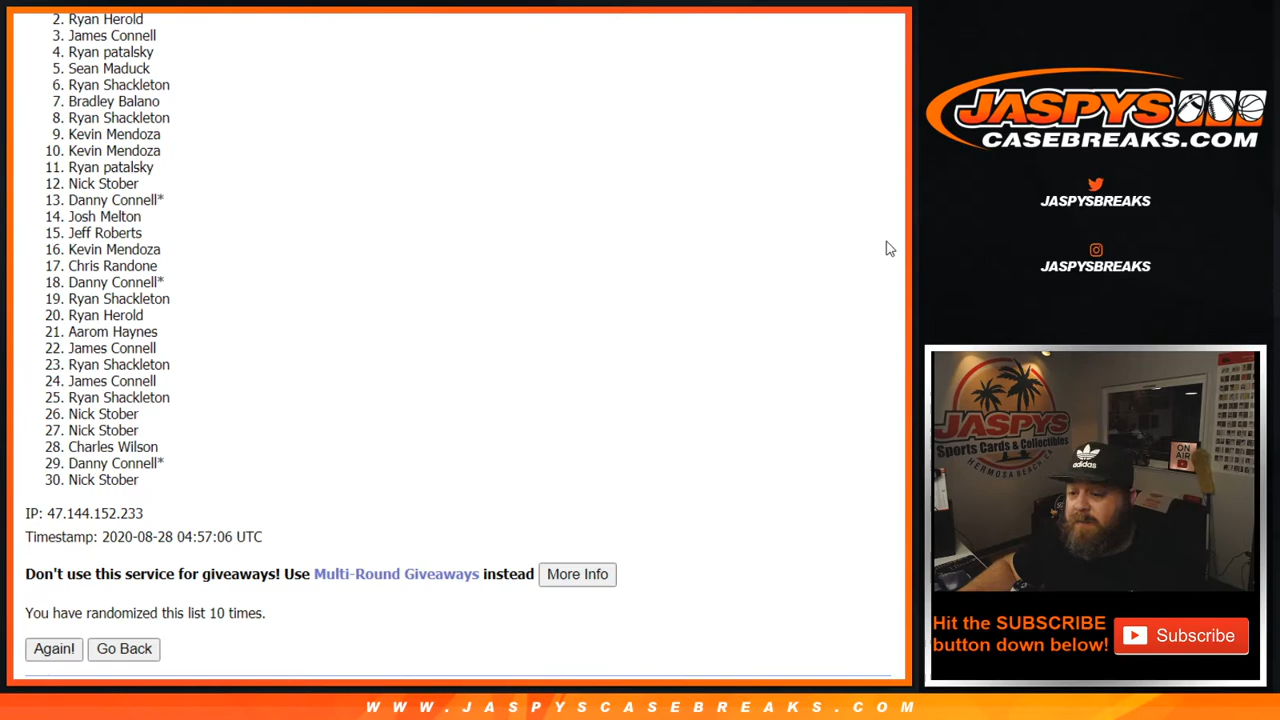 2. Ryan Herold
3. James Connell
4. Ryan patalsky
5. Sean Maduck
6. Ryan Shackleton
7. Bradley Balano
8. Ryan Shackleton
9. Kevin Mendoza
10. Kevin Mendoza
11. Ryan patalsky
12. Nick Stober
13. Danny Connell*
14. Josh Melton
15. Jeff Roberts
16. Kevin Mendoza
17. Chris Randone
18. Danny Connell*
19. Ryan Shackleton
20. Ryan Herold
21. Aarom Haynes
22. James Connell
23. Ryan Shackleton
24. James Connell
25. Ryan Shackleton
26. Nick Stober
27. Nick Stober
28. Charles Wilson
29. Danny Connell*
30. Nick Stober
IP: 47.144.152.233
Timestamp: 2020-08-28 04:57:06 UTC
Don't use this service for giveaways! Use Multi-Round Giveaways instead More Info
You have randomized this list 10 times.
Again! Go Back
JASPYS
CASEBREAKS.COM
JASPYSBREAKS
JASPYSBREAKS
JASPYS
Sports Cards & Collectibles
HERMOSA BEACH CA
ON
AIR
adidas
Hit the SUBSCRIBE
button down below!
Subscribe
WWW.JASPYSCASEBREAKS.COM